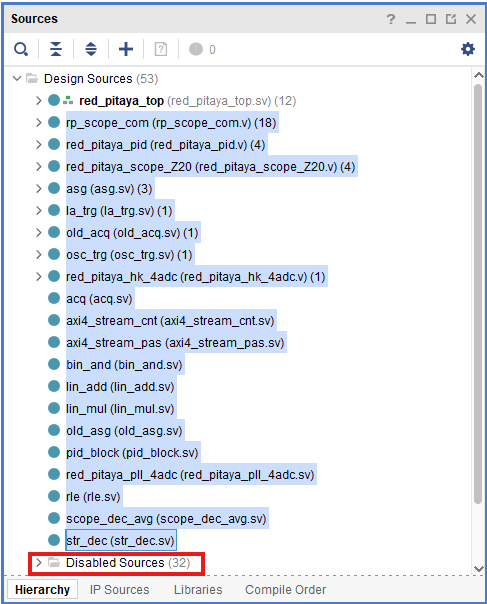 Sources
0
Design Sources (53)
red_pitaya_top (red_pitaya_top.sv) (12)
rp_scope_com (rp_scope_com.v) (18)
red_pitaya_pid (red_pitaya_pid.v) (4)
red_pitaya_scope_Z20 (red_pitaya_scope_Z20.v) (4)
asg (asg.sv) (3)
la_trg (la_trg.sv) (1)
old_acq (old_acq.sv) (1)
osc_trg (osc_trg.sv) (1)
red_pitaya_hk_4adc (red_pitaya_hk_4adc.v) (1)
acq (acq.sv)
axi4_stream_cnt (axi4_stream_cnt.sv)
axi4_stream_pas (axi4_stream_pas.sv)
bin_and (bin_and.sv)
lin_add (lin_add.sv)
lin_mul (lin_mul.sv)
old_asg (old_asg.sv)
pid_block (pid_block.sv)
red_pitaya_pll_4adc (red_pitaya_pll_4adc.sv)
rle (rle.sv)
scope_dec_avg (scope_dec_avg.sv)
str_dec (str_dec.sv)
Disabled Sources (32)
Hierarchy IP Sources Libraries Compile Order